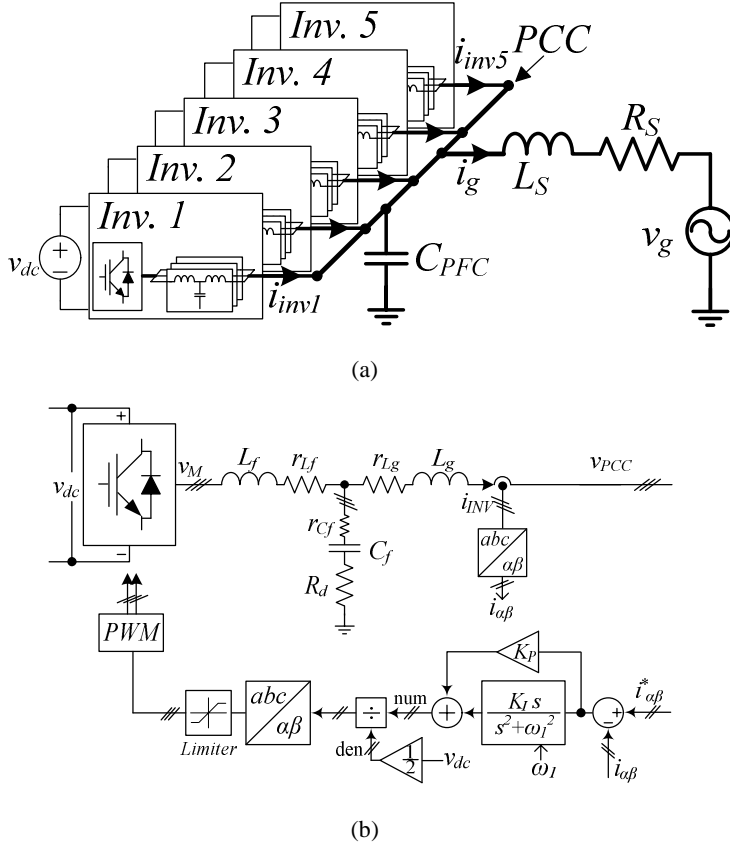 Inv. 5
i_inv5
PCC
Inv. 4
Inv. 3
Inv. 2
Inv. 1
i_g
L_S
R_S
v_g
v_dc
+
−
C_PFC
i_inv1
(a)
+
v_M
L_f
r_Lf
r_Lg
L_g
v_PCC
v_dc
i_INV
r_Cf
C_f
abc
αβ
R_d
−
i_αβ
PWM
K_P
num
abc
αβ
÷
+
K_I s
s²+ω_1²
+
−
i*_αβ
Limiter
den
1
2
v_dc
ω_1
i_αβ
(b)